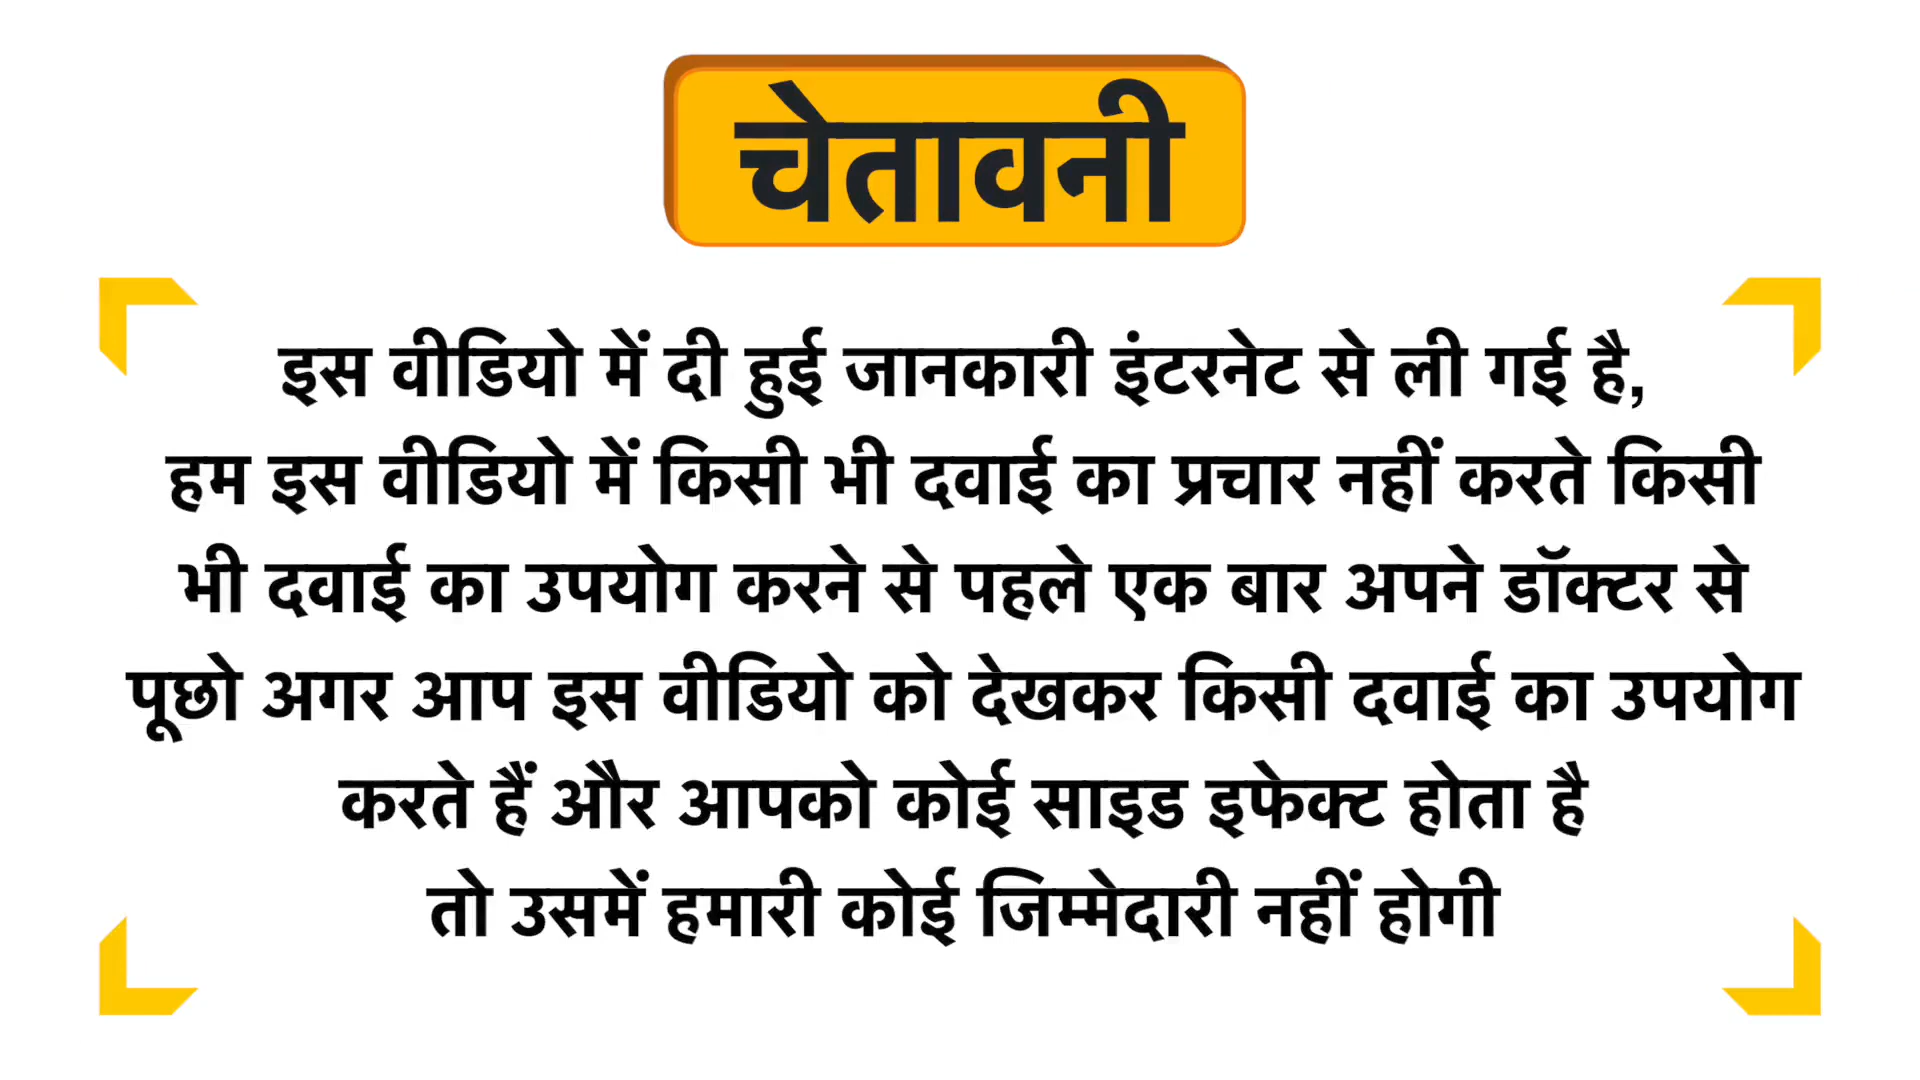 चेतावनी
इस वीडियो में दी हुई जानकारी इंटरनेट से ली गई है,
हम इस वीडियो में किसी भी दवाई का प्रचार नहीं करते किसी
भी दवाई का उपयोग करने से पहले एक बार अपने डॉक्टर से
पूछो अगर आप इस वीडियो को देखकर किसी दवाई का उपयोग
करते हैं और आपको कोई साइड इफेक्ट होता है
तो उसमें हमारी कोई जिम्मेदारी नहीं होगी